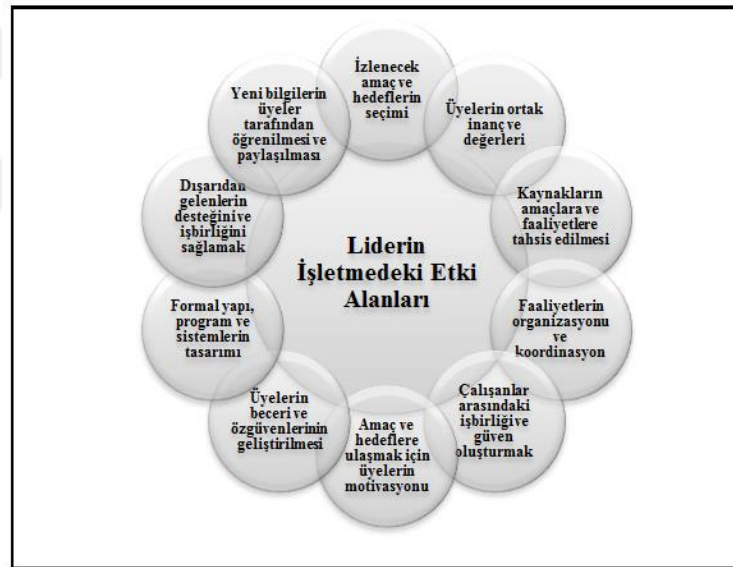 Liderin
İşletmedeki Etki
Alanları
İzlenecek
amaç ve
hedeflerin
seçimi
Üyelerin ortak
inanç ve
değerleri
Kaynakların
amaçlara ve
faaliyetlere
tahsis edilmesi
Faaliyetlerin
organizasyonu
ve
koordinasyon
Çalışanlar
arasındaki
işbirliği ve
güven
oluşturmak
Amaç ve
hedeflere
ulaşmak için
üyelerin
motivasyonu
Üyelerin
beceri ve
özgüvenlerinin
geliştirilmesi
Formal yapı,
program ve
sistemlerin
tasarımı
Dışarıdan
gelenlerin
desteğini ve
işbirliğini
sağlamak
Yeni bilgilerin
üyeler
tarafından
öğrenilmesi ve
paylaşılması